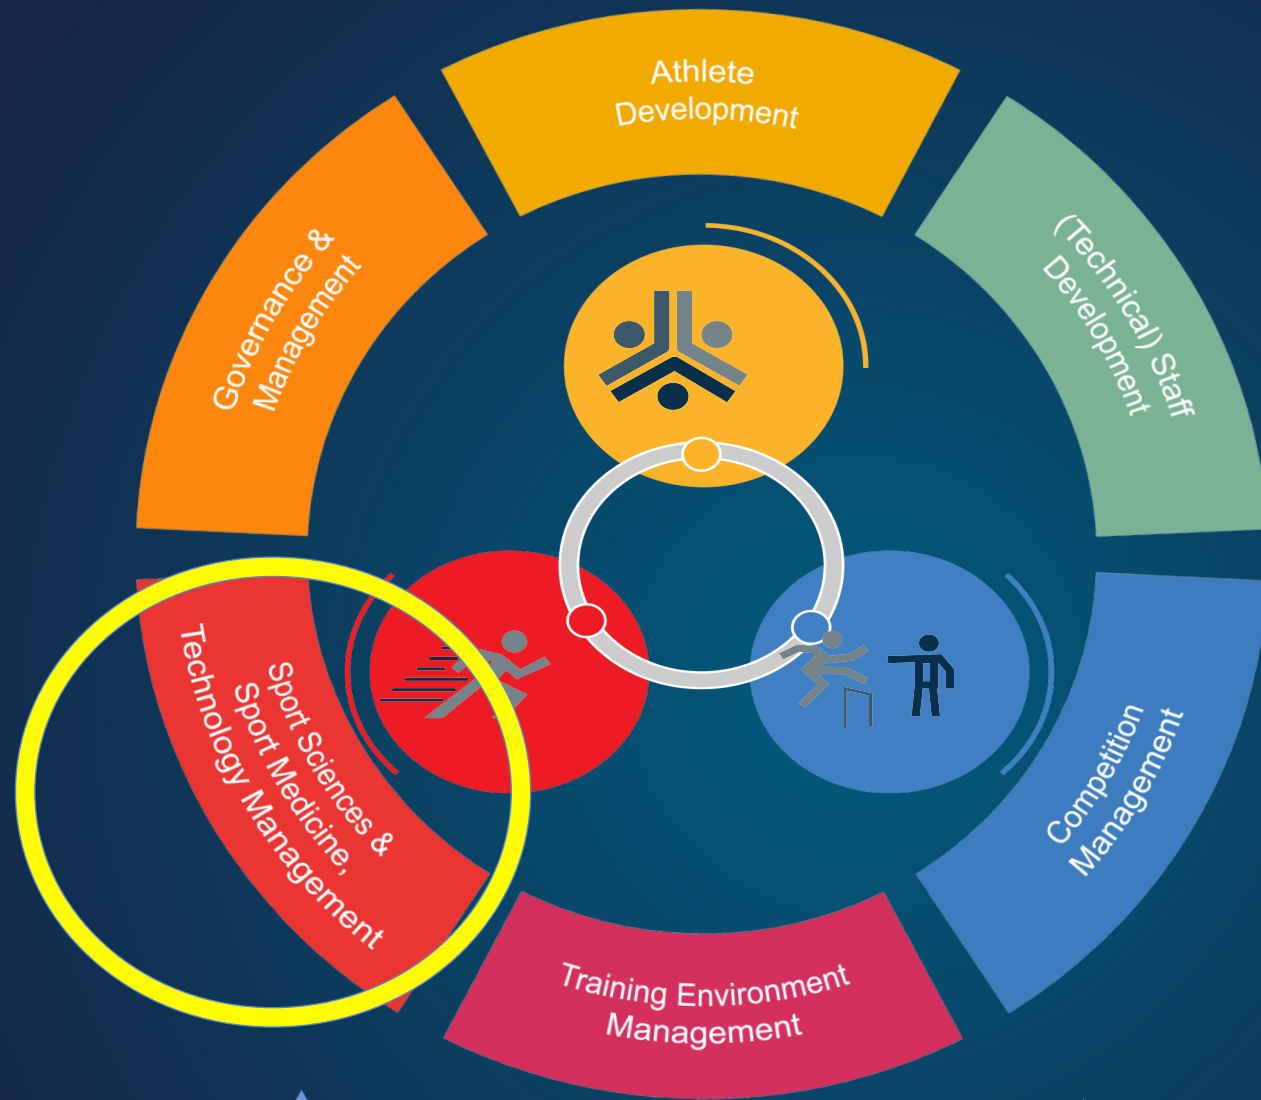 Athlete
Development
(Technical) Staff
Development
Competition
Management
Training Environment
Management
Sport Sciences &
Sport Medicine,
Technology Management
Governance &
Management